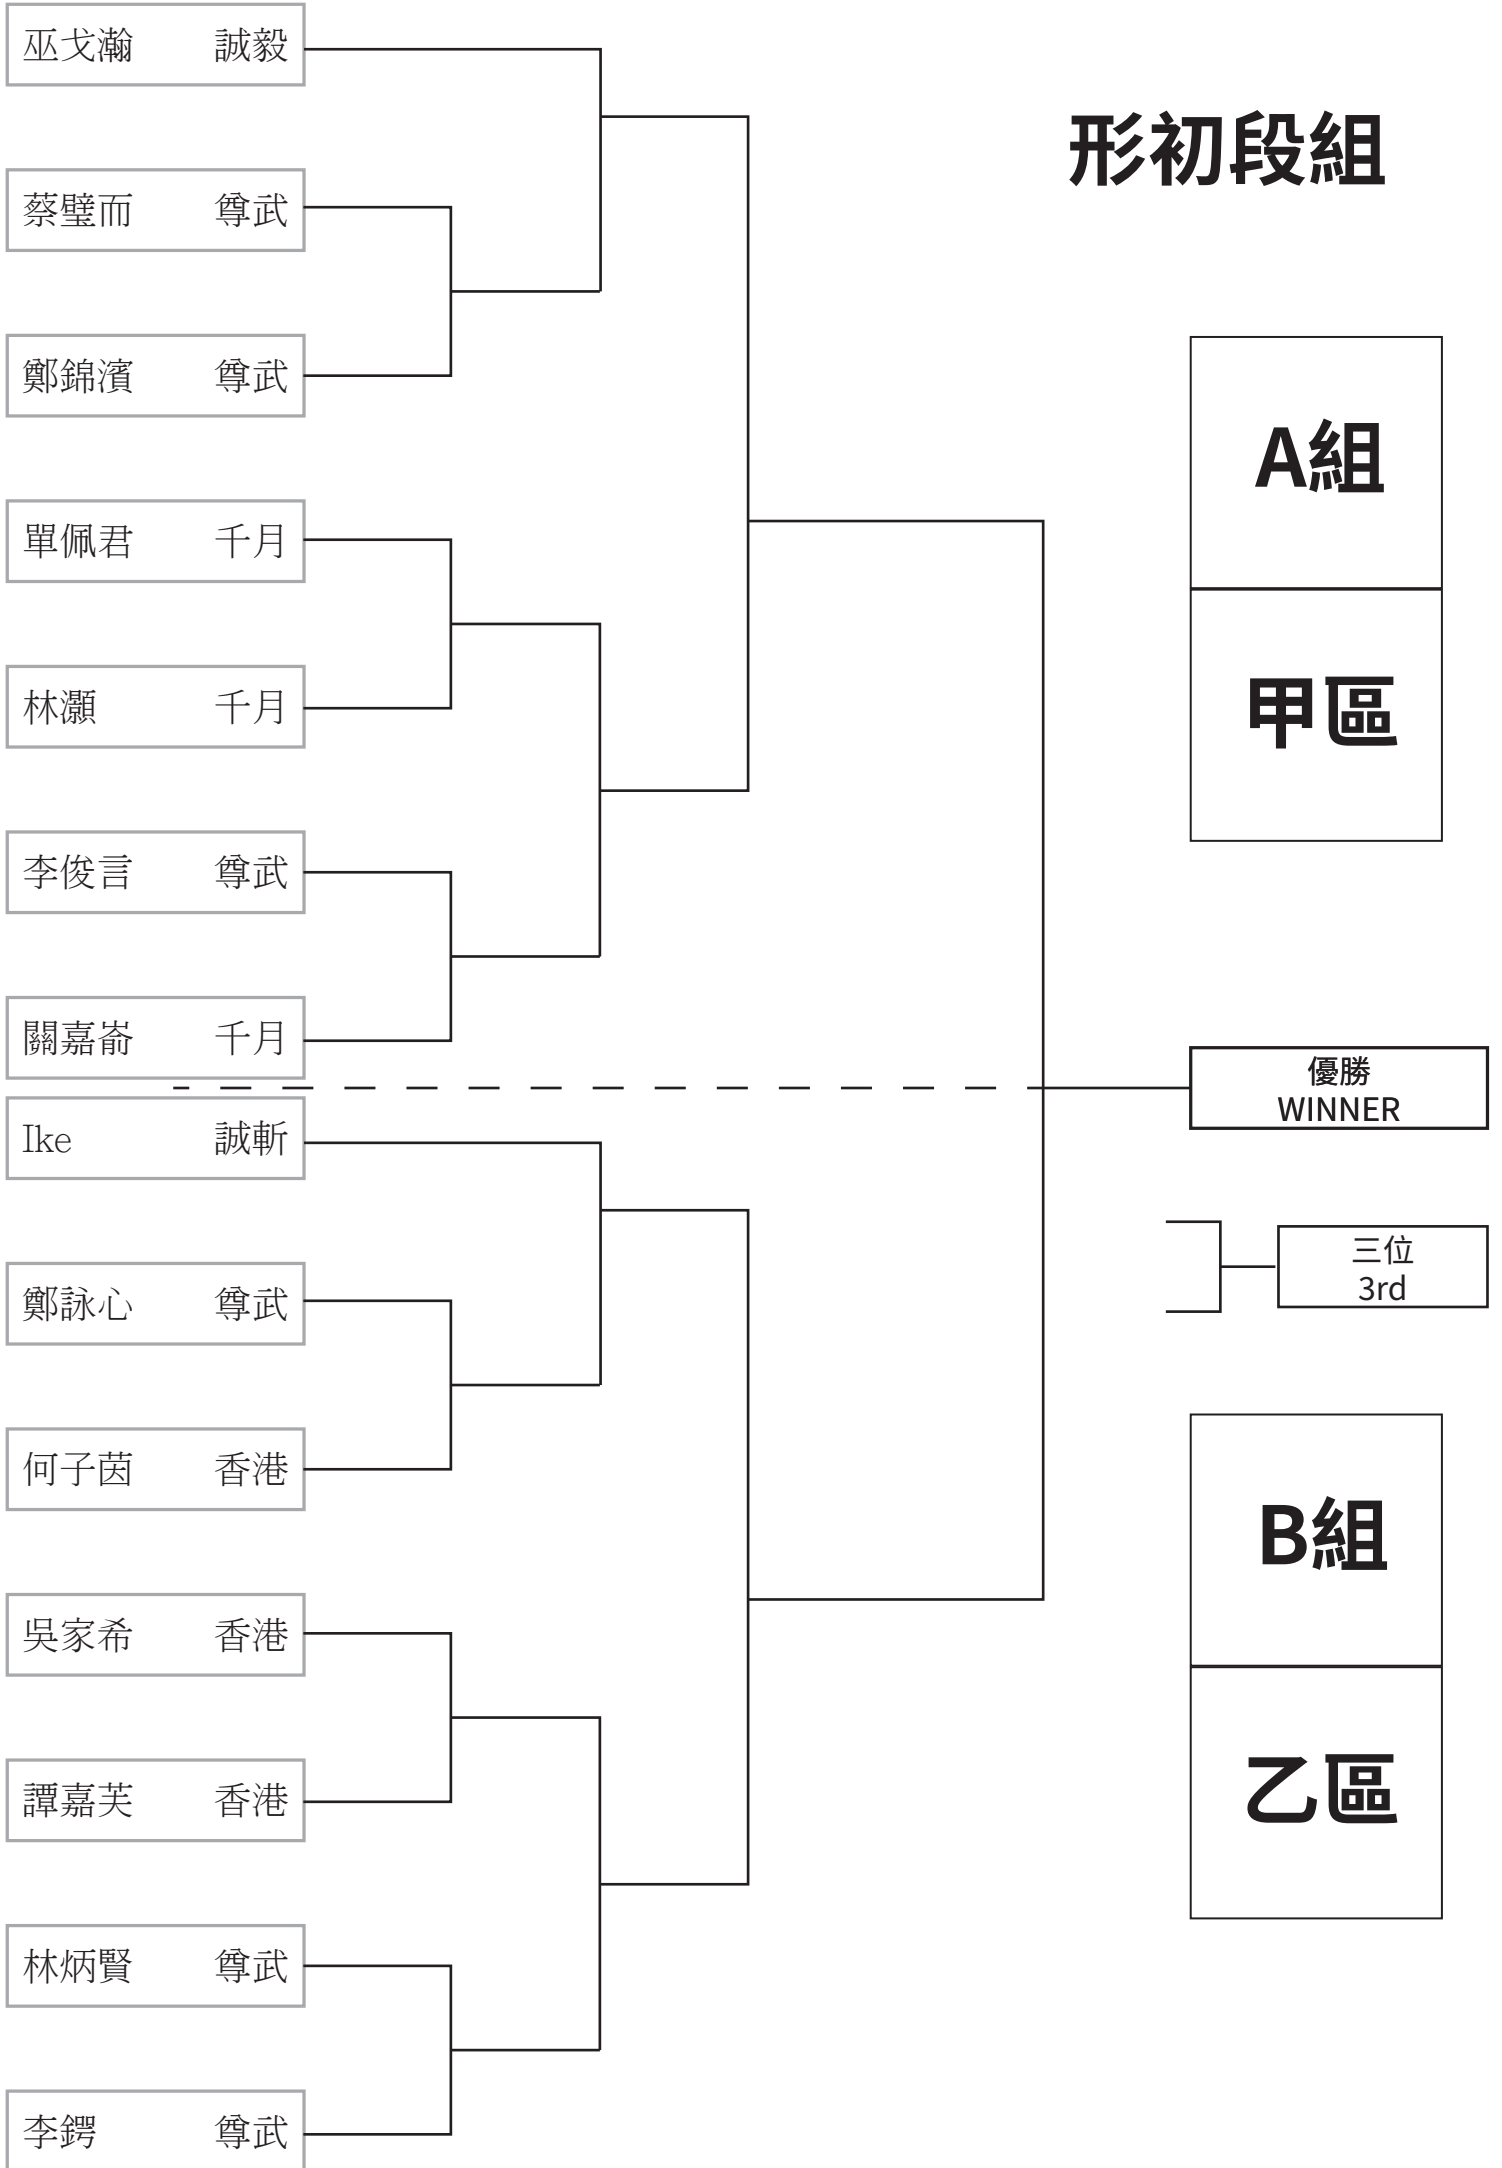 巫戈瀚 誠毅
形初段組
蔡璧而 尊武
鄭錦濱 尊武
A組
單佩君 千月
林灝 千月
甲區
李俊言 尊武
關嘉嵛 千月
優勝
WINNER
Ike 誠斬
三位
3rd
鄭詠心 尊武
何子茵 香港
B組
吳家希 香港
譚嘉芙 香港
乙區
林炳賢 尊武
李鍔 尊武